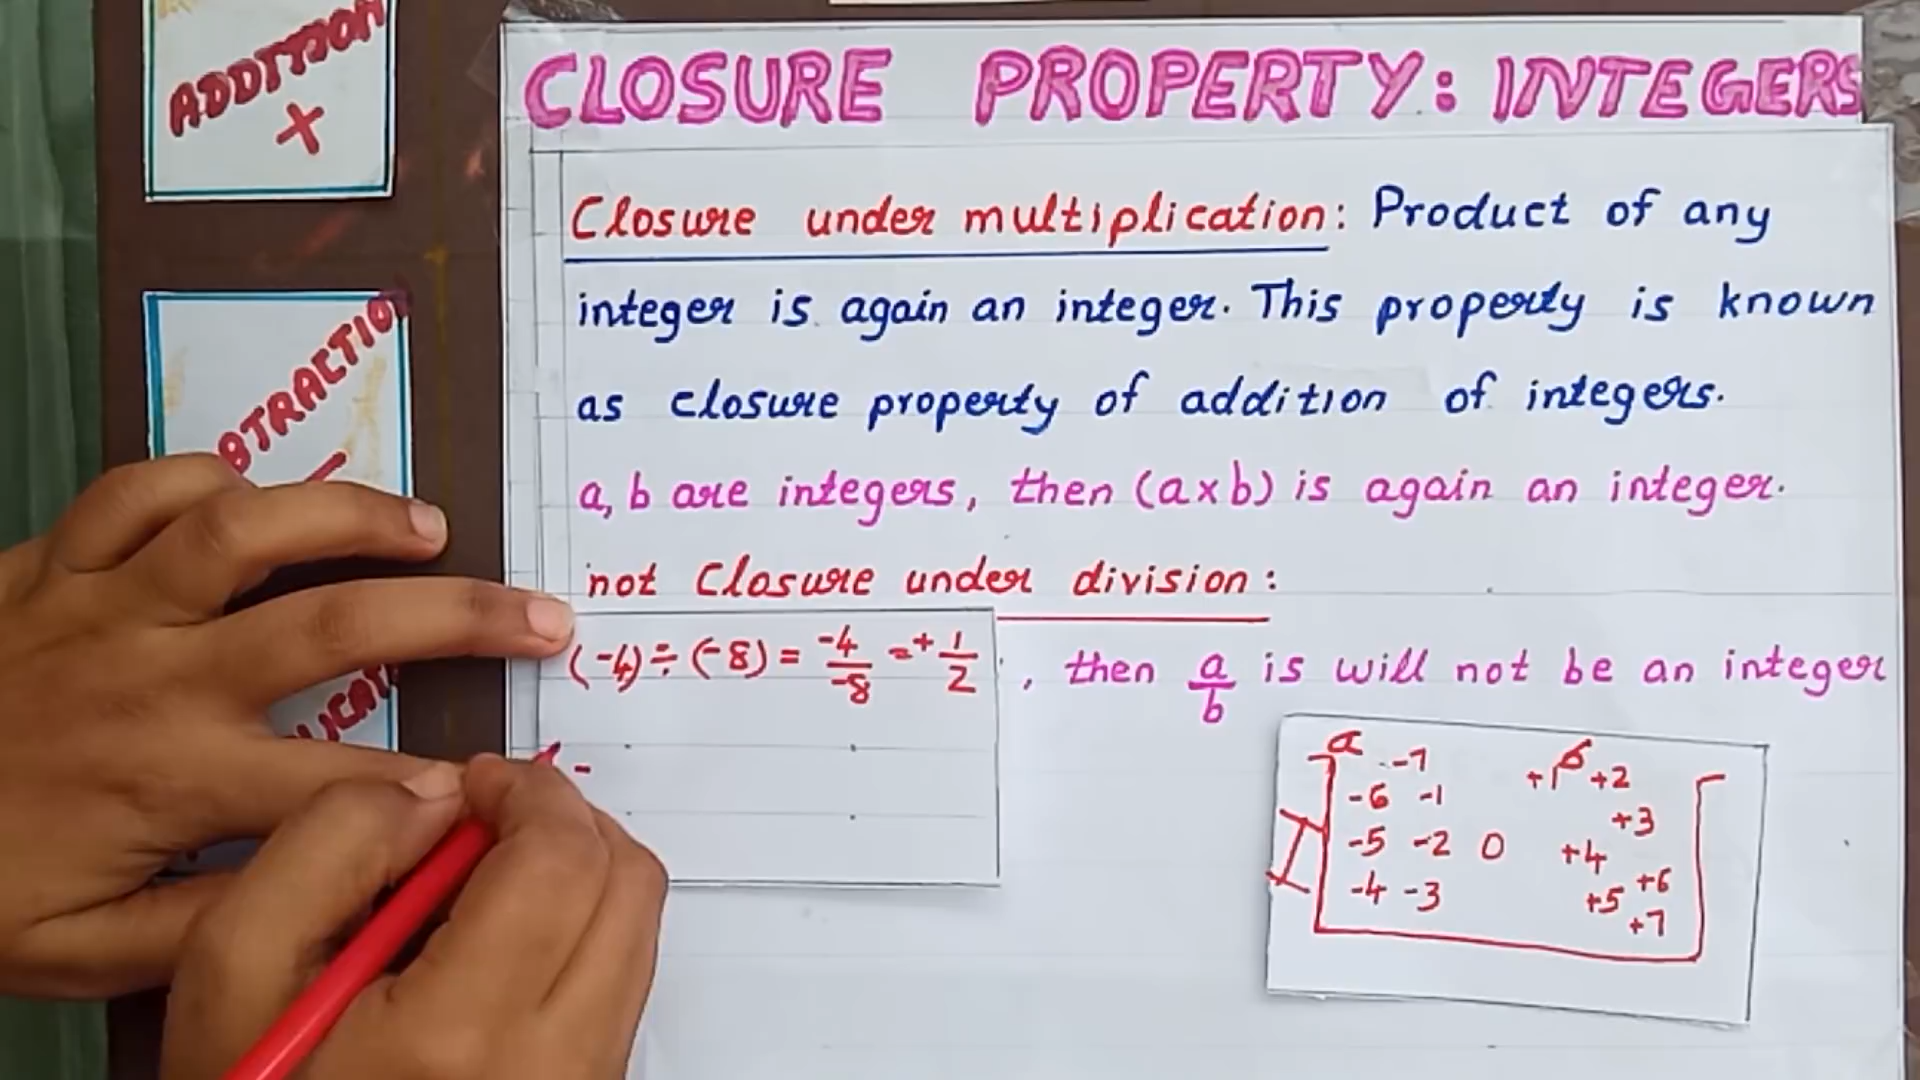 ADDITION
+
CLOSURE PROPERTY: INTEGERS
Closure under multiplication: Product of any
integer is again an integer. This property is known
as closure property of addition of integers.
a, b are integers, then (a×b) is again an integer.
not Closure under division:
(-4) ÷ (-8) = -4/-8 = + 1/2
, then a/b is will not be an integer
a b
-7 +1 +2
-6 -1 +3
-5 -2 0 +4
-4 -3 +5 +6
+7
I